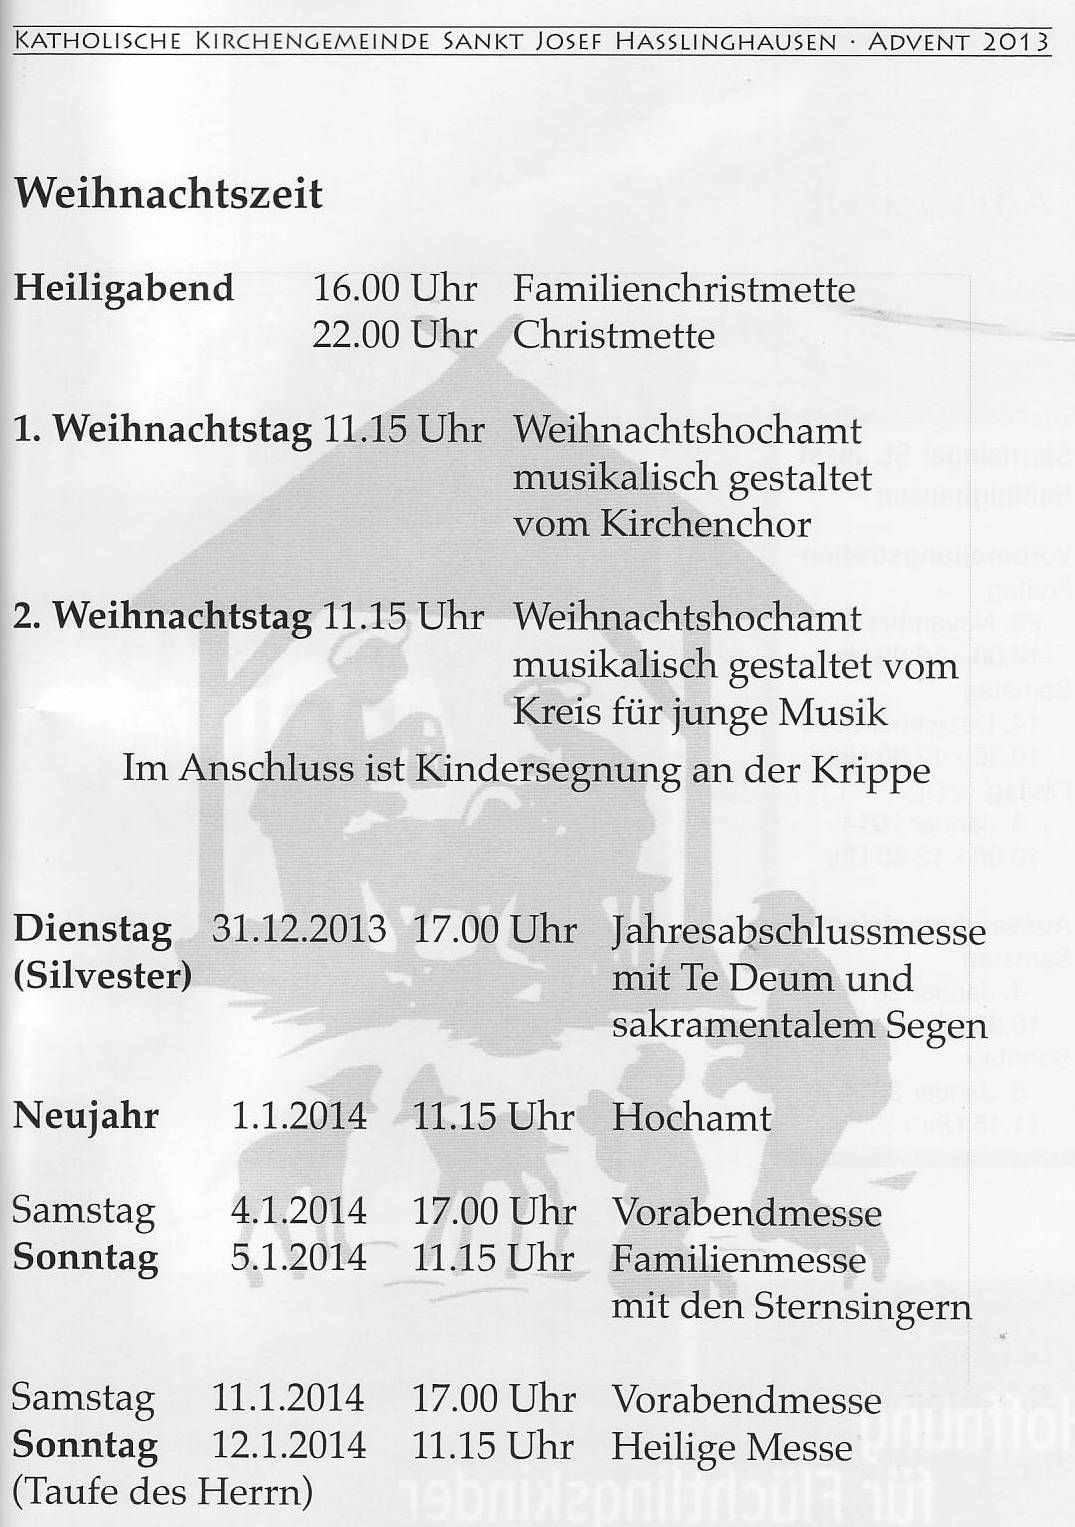 KATHOLISCHE KIRCHENGEMEINDE SANKT JOSEF HASSLINGHAUSEN · ADVENT 2013
Weihnachtszeit
Heiligabend 16.00 Uhr Familienchristmette
22.00 Uhr Christmette
1. Weihnachtstag 11.15 Uhr Weihnachtshochamt
musikalisch gestaltet
vom Kirchenchor
2. Weihnachtstag 11.15 Uhr Weihnachtshochamt
musikalisch gestaltet vom
Kreis für junge Musik
Im Anschluss ist Kindersegnung an der Krippe
Dienstag 31.12.2013 17.00 Uhr Jahresabschlussmesse
(Silvester) mit Te Deum und
sakramentalem Segen
Neujahr 1.1.2014 11.15 Uhr Hochamt
Samstag 4.1.2014 17.00 Uhr Vorabendmesse
Sonntag 5.1.2014 11.15 Uhr Familienmesse
mit den Sternsingern
Samstag 11.1.2014 17.00 Uhr Vorabendmesse
Sonntag 12.1.2014 11.15 Uhr Heilige Messe
(Taufe des Herrn)